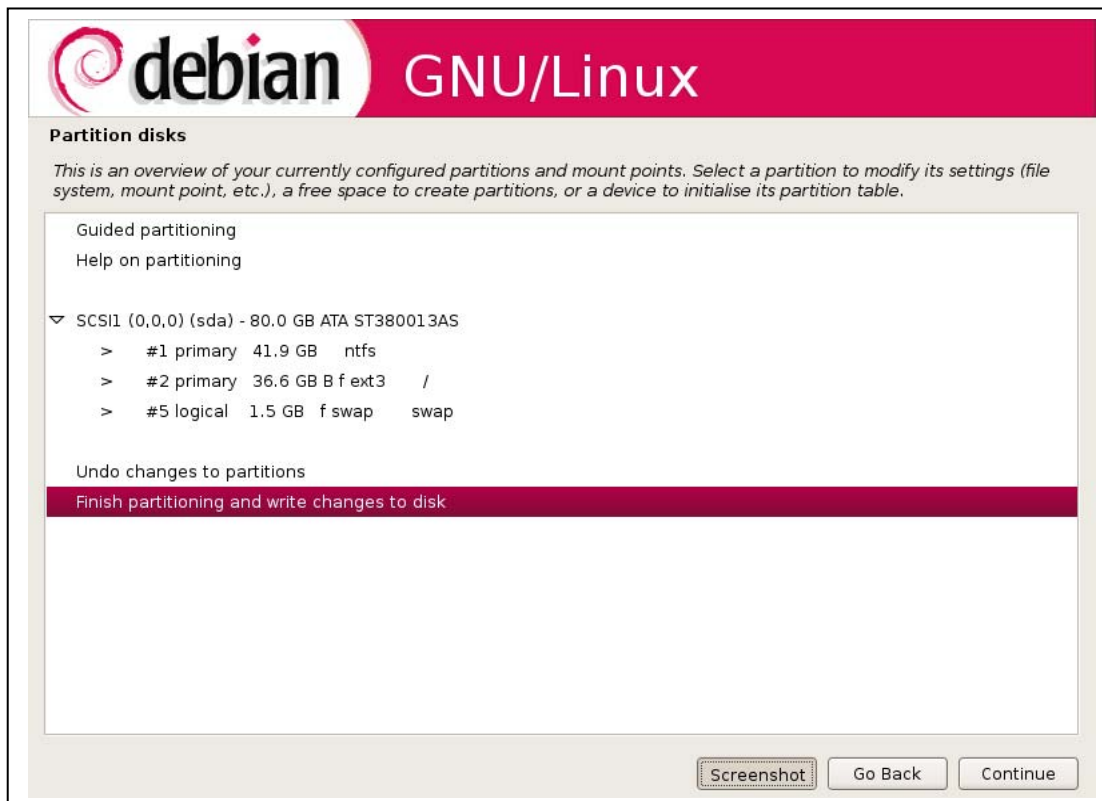 debian GNU/Linux
Partition disks
This is an overview of your currently configured partitions and mount points. Select a partition to modify its settings (file
system, mount point, etc.), a free space to create partitions, or a device to initialise its partition table.
Guided partitioning
Help on partitioning
SCSI1 (0,0,0) (sda) - 80.0 GB ATA ST380013AS
> #1 primary 41.9 GB ntfs
> #2 primary 36.6 GB B f ext3 /
> #5 logical 1.5 GB f swap swap
Undo changes to partitions
Finish partitioning and write changes to disk
Screenshot Go Back Continue